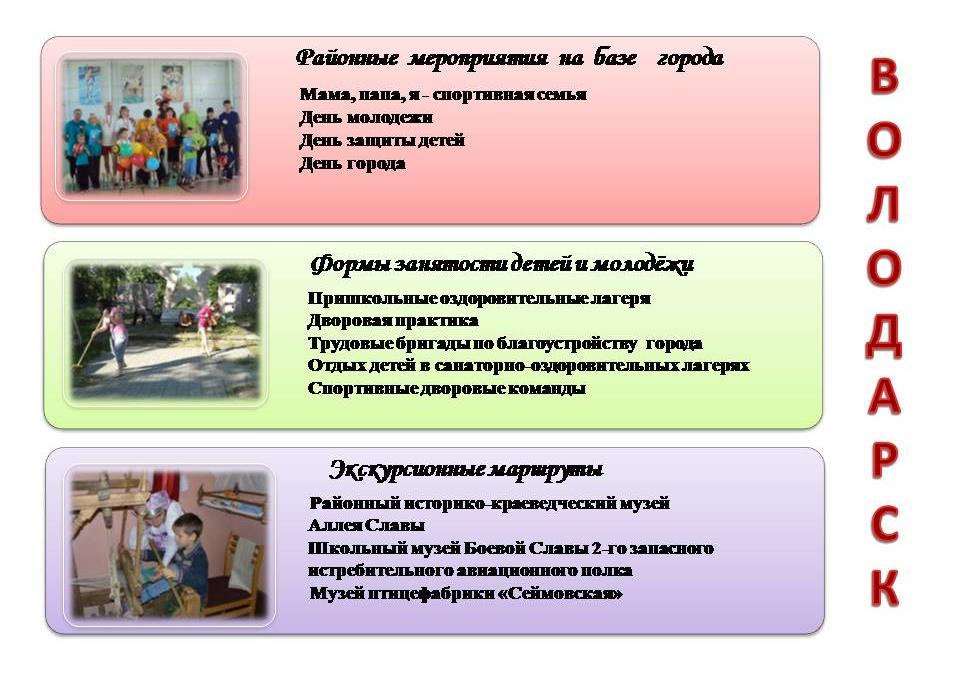 Районные мероприятия на базе города
Мама, папа, я - спортивная семья
День молодежи
День защиты детей
День города
Формы занятости детей и молодёжи
Пришкольные оздоровительные лагеря
Дворовая практика
Трудовые бригады по благоустройству города
Отдых детей в санаторно-оздоровительных лагерях
Спортивные дворовые команды
Экскурсионные маршруты
Районный историко-краеведческий музей
Аллея Славы
Школьный музей Боевой Славы 2-го запасного
истребительного авиационного полка
Музей птицефабрики «Сеймовская»
В
О
Л
О
Д
А
Р
С
К